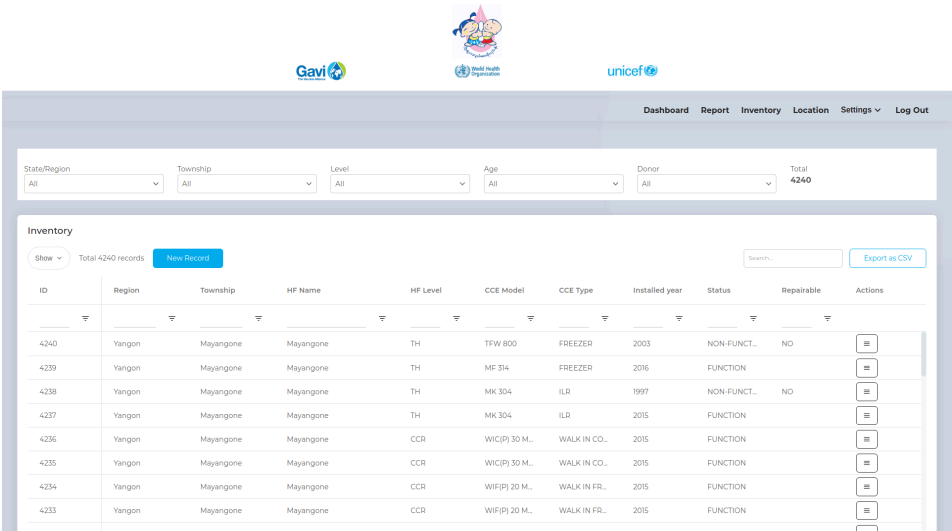 Gavi
The Vaccine Alliance
World Health
Organization
unicef
Dashboard Report Inventory Location Settings Log Out
State/Region Township Level Age Donor Total
All All All All All 4240
Inventory
Show Total 4240 records New Record Search... Export as CSV
ID Region Township HF Name HF Level CCE Model CCE Type Installed year Status Repairable Actions
4240 Yangon Mayangone Mayangone TH TFW 800 FREEZER 2003 NON-FUNCT... NO
4239 Yangon Mayangone Mayangone TH MF 314 FREEZER 2016 FUNCTION
4238 Yangon Mayangone Mayangone TH MK 304 ILR 1997 NON-FUNCT... NO
4237 Yangon Mayangone Mayangone TH MK 304 ILR 2015 FUNCTION
4236 Yangon Mayangone Mayangone CCR WIC(P) 30 M... WALK IN CO... 2015 FUNCTION
4235 Yangon Mayangone Mayangone CCR WIC(P) 30 M... WALK IN CO... 2015 FUNCTION
4234 Yangon Mayangone Mayangone CCR WIF(P) 20 M... WALK IN FR... 2015 FUNCTION
4233 Yangon Mayangone Mayangone CCR WIF(P) 20 M... WALK IN FR... 2015 FUNCTION